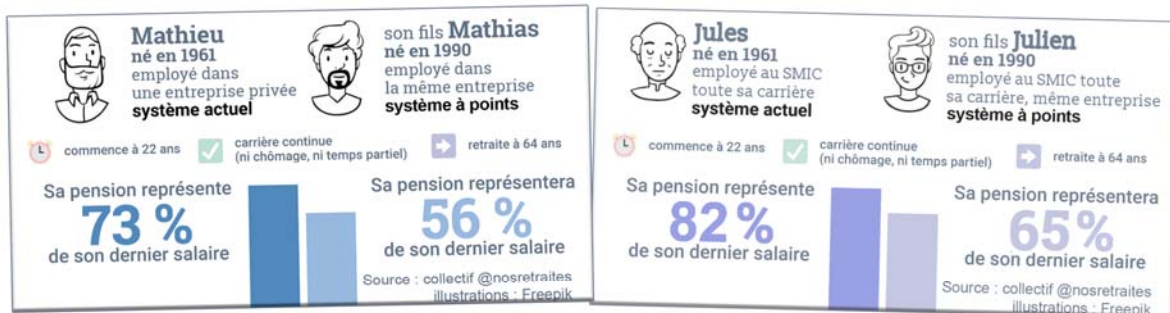 Mathieu
né en 1961
employé dans
une entreprise privée
système actuel
son fils Mathias
né en 1990
employé dans
la même entreprise
système à points
commence à 22 ans
carrière continue
(ni chômage, ni temps partiel)
retraite à 64 ans
Sa pension représente
73 %
de son dernier salaire
Sa pension représentera
56 %
de son dernier salaire
Source : collectif @nosretraites
illustrations : Freepik
Jules
né en 1961
employé au SMIC
toute sa carrière
système actuel
son fils Julien
né en 1990
employé au SMIC toute
sa carrière, même entreprise
système à points
commence à 22 ans
carrière continue
(ni chômage, ni temps partiel)
retraite à 64 ans
Sa pension représente
82 %
de son dernier salaire
Sa pension représentera
65%
de son dernier salaire
Source : collectif @nosretraites
illustrations : Freepik